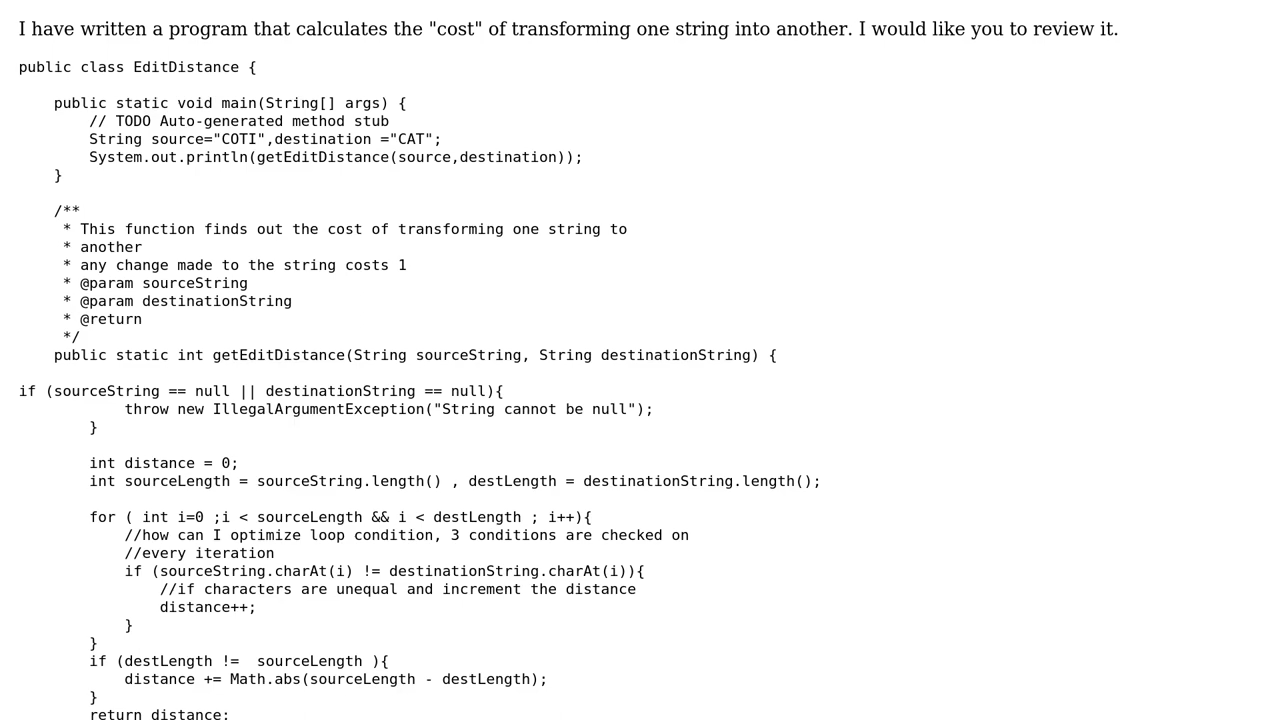 I have written a program that calculates the "cost" of transforming one string into another. I would like you to review it.
public class EditDistance {
    public static void main(String[] args) {
        // TODO Auto-generated method stub
        String source="COTI",destination ="CAT";
        System.out.println(getEditDistance(source,destination));
    }
    /**
     * This function finds out the cost of transforming one string to
     * another
     * any change made to the string costs 1
     * @param sourceString
     * @param destinationString
     * @return
     */
    public static int getEditDistance(String sourceString, String destinationString) {
if (sourceString == null || destinationString == null){
            throw new IllegalArgumentException("String cannot be null");
        }
        int distance = 0;
        int sourceLength = sourceString.length() , destLength = destinationString.length();
        for ( int i=0 ;i < sourceLength && i < destLength ; i++){
            //how can I optimize loop condition, 3 conditions are checked on
            //every iteration
            if (sourceString.charAt(i) != destinationString.charAt(i)){
                //if characters are unequal and increment the distance
                distance++;
            }
        }
        if (destLength !=  sourceLength ){
            distance += Math.abs(sourceLength - destLength);
        }
        return distance;